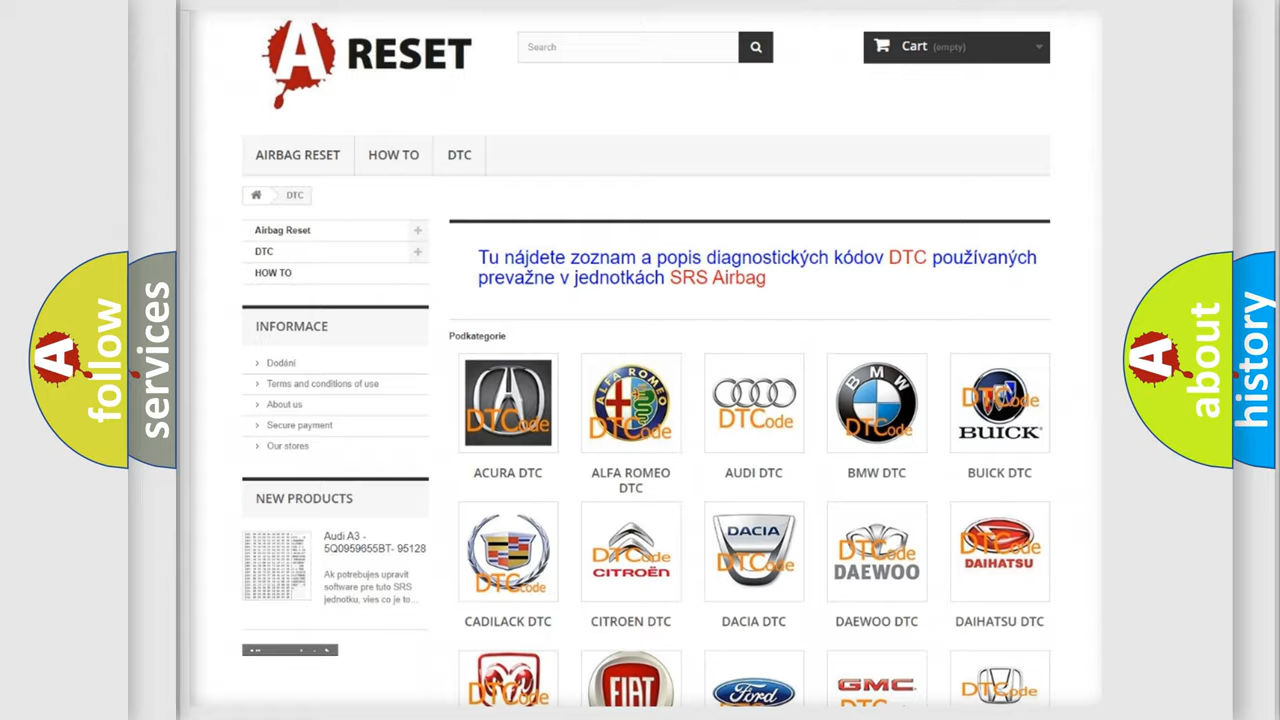 A RESET
Search
Cart (empty)
AIRBAG RESET
HOW TO
DTC
DTC
Airbag Reset
DTC
HOW TO
INFORMACE
Dodání
Terms and conditions of use
About us
Secure payment
Our stores
NEW PRODUCTS
Audi A3 -
5Q0959655BT- 95128
Ak potrebujes upravit
software pre tuto SRS
jednotku, vies co je to...
Tu nájdete zoznam a popis diagnostických kódov DTC používaných
prevažne v jednotkách SRS Airbag
Podkategorie
DTCode
ALFA ROMEO
DTCode
DTCode
BMW
DTCode
DTCode
BUICK
ACURA DTC
ALFA ROMEO
DTC
AUDI DTC
BMW DTC
BUICK DTC
DTCode
DTCode
CITROËN
DACIA
DTCode
DTCode
DAEWOO
DTCode
DAIHATSU
CADILACK DTC
CITROEN DTC
DACIA DTC
DAEWOO DTC
DAIHATSU DTC
DTCode
FIAT
Ford
GMC
DTCode
A follow
services
A about
history